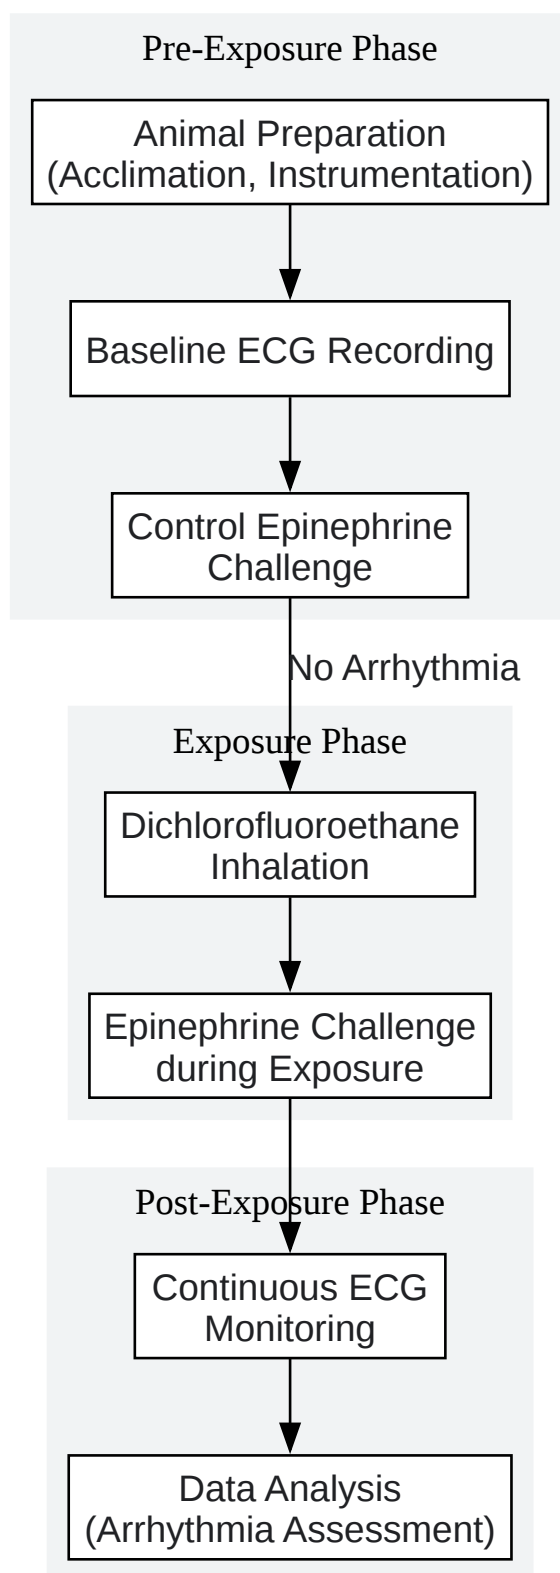 Pre-Exposure Phase
Animal Preparation
(Acclimation, Instrumentation)
Baseline ECG Recording
Control Epinephrine
Challenge
No Arrhythmia
Exposure Phase
Dichlorofluoroethane
Inhalation
Epinephrine Challenge
during Exposure
Post-Exposure Phase
Continuous ECG
Monitoring
Data Analysis
(Arrhythmia Assessment)